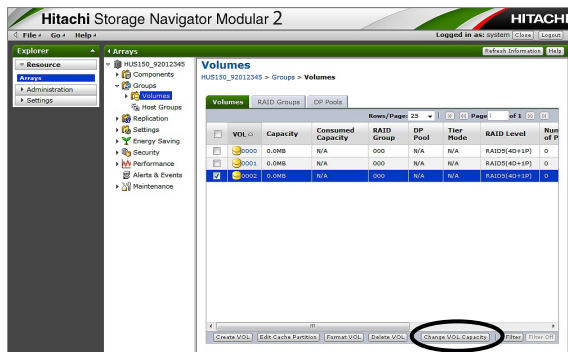 Hitachi Storage Navigator Modular 2
HITACHI
File Go Help
Logged in as: system Close Logout
Explorer
Arrays
Refresh Information Help
Resource
Arrays
Administration
Settings
HUS150_92012345
Components
Groups
Volumes
Host Groups
Replication
Settings
Energy Saving
Security
Performance
Alerts & Events
Maintenance
Volumes
HUS150_92012345 > Groups > Volumes
Volumes RAID Groups DP Pools
Rows/Page: 25 Page 1 of 1
VOL Capacity Consumed Capacity RAID Group DP Pool Tier Mode RAID Level Num of P
0000 0.0MB N/A 000 N/A N/A RAID5(4D+1P) 0
0001 0.0MB N/A 000 N/A N/A RAID5(4D+1P) 0
0002 0.0MB N/A 000 N/A N/A RAID5(4D+1P) 0
Create VOL Edit Cache Partition Format VOL Delete VOL Change VOL Capacity Filter Filter Off